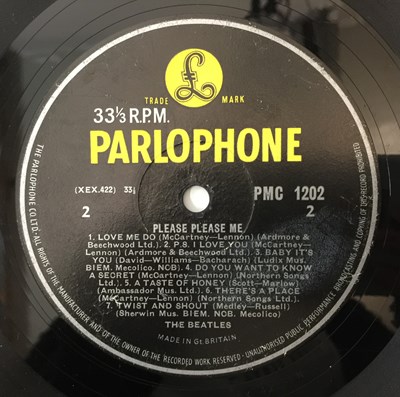 £
TRADE MARK
33⅓ R.P.M.
PARLOPHONE
(XEX.422) 33
PMC 1202
2
2
PLEASE PLEASE ME
1. LOVE ME DO (McCartney—Lennon) (Ardmore &
Beechwood Ltd.). 2. P.S. I LOVE YOU (McCartney—
Lennon) (Ardmore & Beechwood Ltd.). 3. BABY IT'S
YOU (David—Williams—Bacharach) (Ludix Mus.
BIEM. Mecolico. NCB). 4. DO YOU WANT TO KNOW
A SECRET (McCartney—Lennon) (Northern Songs
Ltd.). 5. A TASTE OF HONEY (Scott—Marlow)
(Ambassador Mus. Ltd.). 6. THERE'S A PLACE
(McCartney—Lennon) (Northern Songs Ltd.).
7. TWIST AND SHOUT (Medley—Russell)
(Sherwin Mus. BIEM. NCB. Mecolico)
THE BEATLES
MADE IN Gt. BRITAIN
THE PARLOPHONE CO. LTD. ALL RIGHTS OF THE MANUFACTURER AND OF THE OWNER OF THE RECORDED WORK RESERVED · UNAUTHORISED PUBLIC PERFORMANCE BROADCASTING AND COPYING OF THIS RECORD PROHIBITED